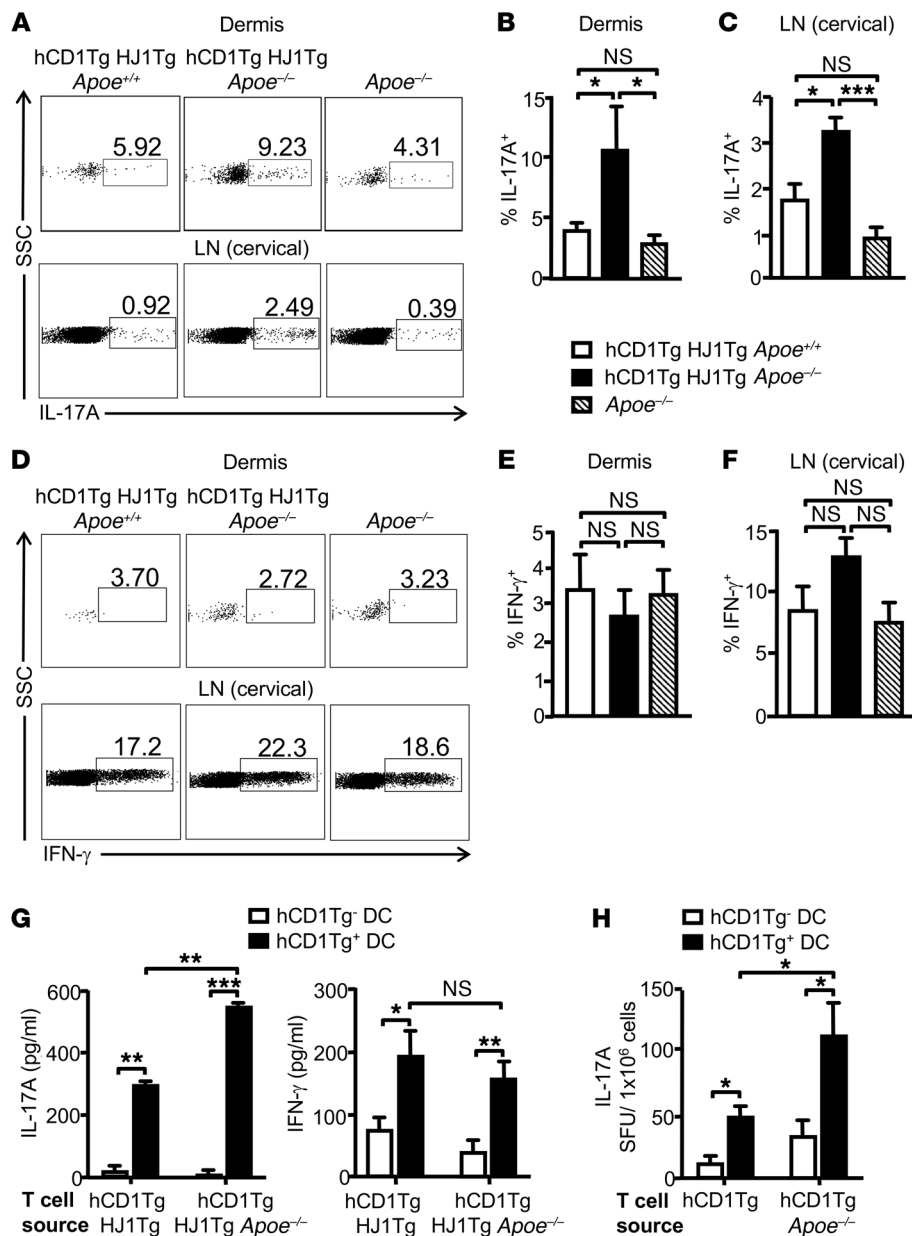 A
Dermis
hCD1Tg HJ1Tg hCD1Tg HJ1Tg
Apoe+/+ Apoe–/– Apoe–/–
5.92 9.23 4.31
SSC
LN (cervical)
0.92 2.49 0.39
IL-17A
B
Dermis
NS
* *
% IL-17A+
15
10
5
0
C
LN (cervical)
NS
* ***
% IL-17A+
4
3
2
1
0
hCD1Tg HJ1Tg Apoe+/+
hCD1Tg HJ1Tg Apoe–/–
Apoe–/–
D
Dermis
hCD1Tg HJ1Tg hCD1Tg HJ1Tg
Apoe+/+ Apoe–/– Apoe–/–
3.70 2.72 3.23
SSC
LN (cervical)
17.2 22.3 18.6
IFN-γ
E
Dermis
NS
NS NS
% IFN-γ+
5
4
3
2
1
0
F
LN (cervical)
NS
NS NS
% IFN-γ+
15
10
5
0
G
hCD1Tg- DC
hCD1Tg+ DC
**
***
**
IL-17A (pg/ml)
600
400
200
0
T cell source
hCD1Tg hCD1Tg
HJ1Tg HJ1Tg Apoe–/–
NS
* **
IFN-γ (pg/ml)
300
200
100
0
hCD1Tg hCD1Tg
HJ1Tg HJ1Tg Apoe–/–
H
hCD1Tg- DC
hCD1Tg+ DC
*
*
*
IL-17A
SFU/ 1x10⁶ cells
150
100
50
0
T cell source
hCD1Tg hCD1Tg
Apoe–/–